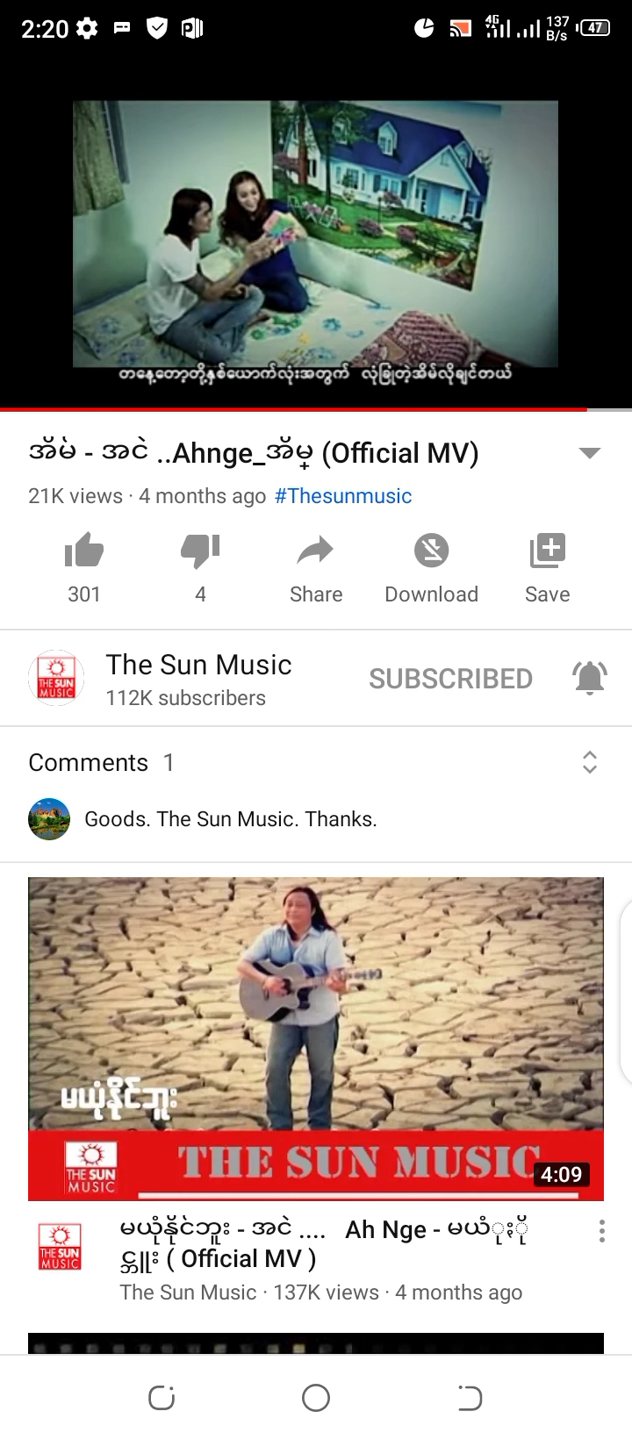 2:20
4G
137
B/s
47
တနေ့တော့တို့နှစ်ယောက်လုံးအတွက် လုံခြုံတဲ့အိမ်လိုချင်တယ်
အိမ် - အငဲ ..Ahnge_အိမ္ (Official MV)
21K views · 4 months ago #Thesunmusic
301
4
Share
Download
Save
THE SUN
MUSIC
The Sun Music
SUBSCRIBED
112K subscribers
Comments 1
Goods. The Sun Music. Thanks.
မယုံနိုင်ဘူး
THE SUN
MUSIC
THE SUN MUSIC
4:09
THE SUN
MUSIC
မယုံနိုင်ဘူး - အငဲ .... Ah Nge -
( Official MV )
The Sun Music · 137K views · 4 months ago